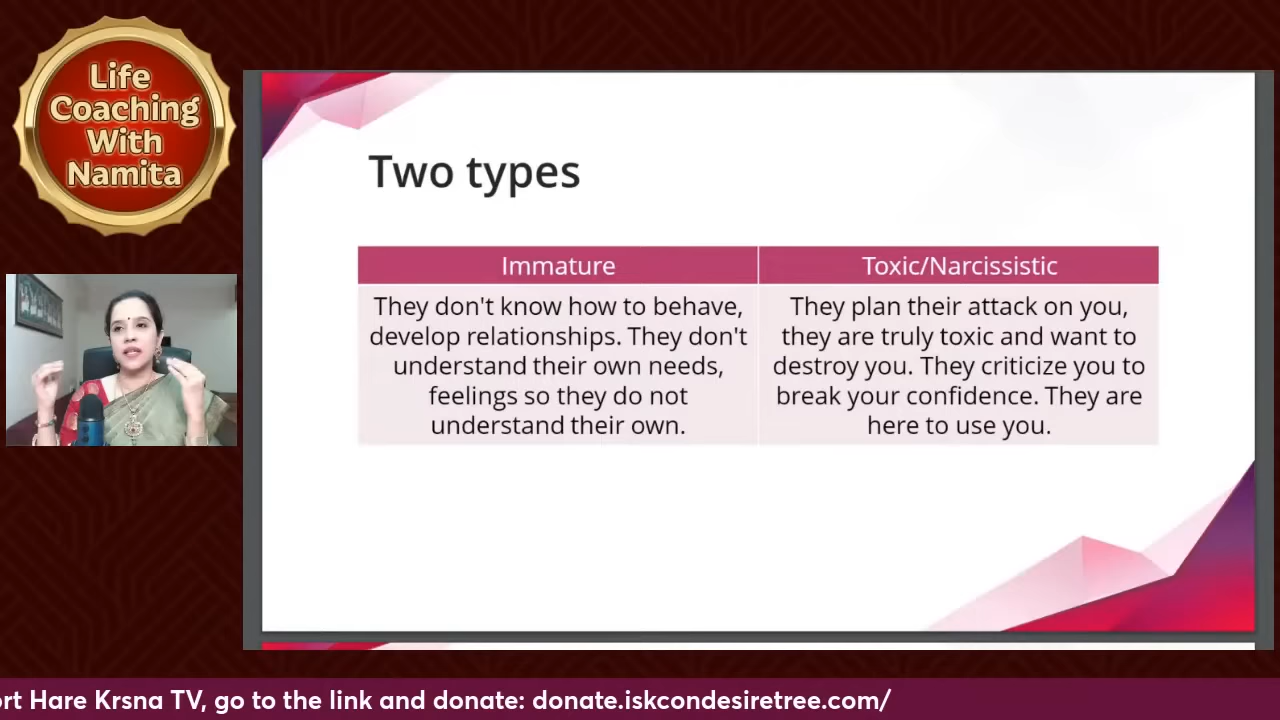 Life
Coaching
With
Namita
Two types
Immature
They don't know how to behave,
develop relationships. They don't
understand their own needs,
feelings so they do not
understand their own.
Toxic/Narcissistic
They plan their attack on you,
they are truly toxic and want to
destroy you. They criticize you to
break your confidence. They are
here to use you.
ort Hare Krsna TV, go to the link and donate: donate.iskcondesiretree.com/